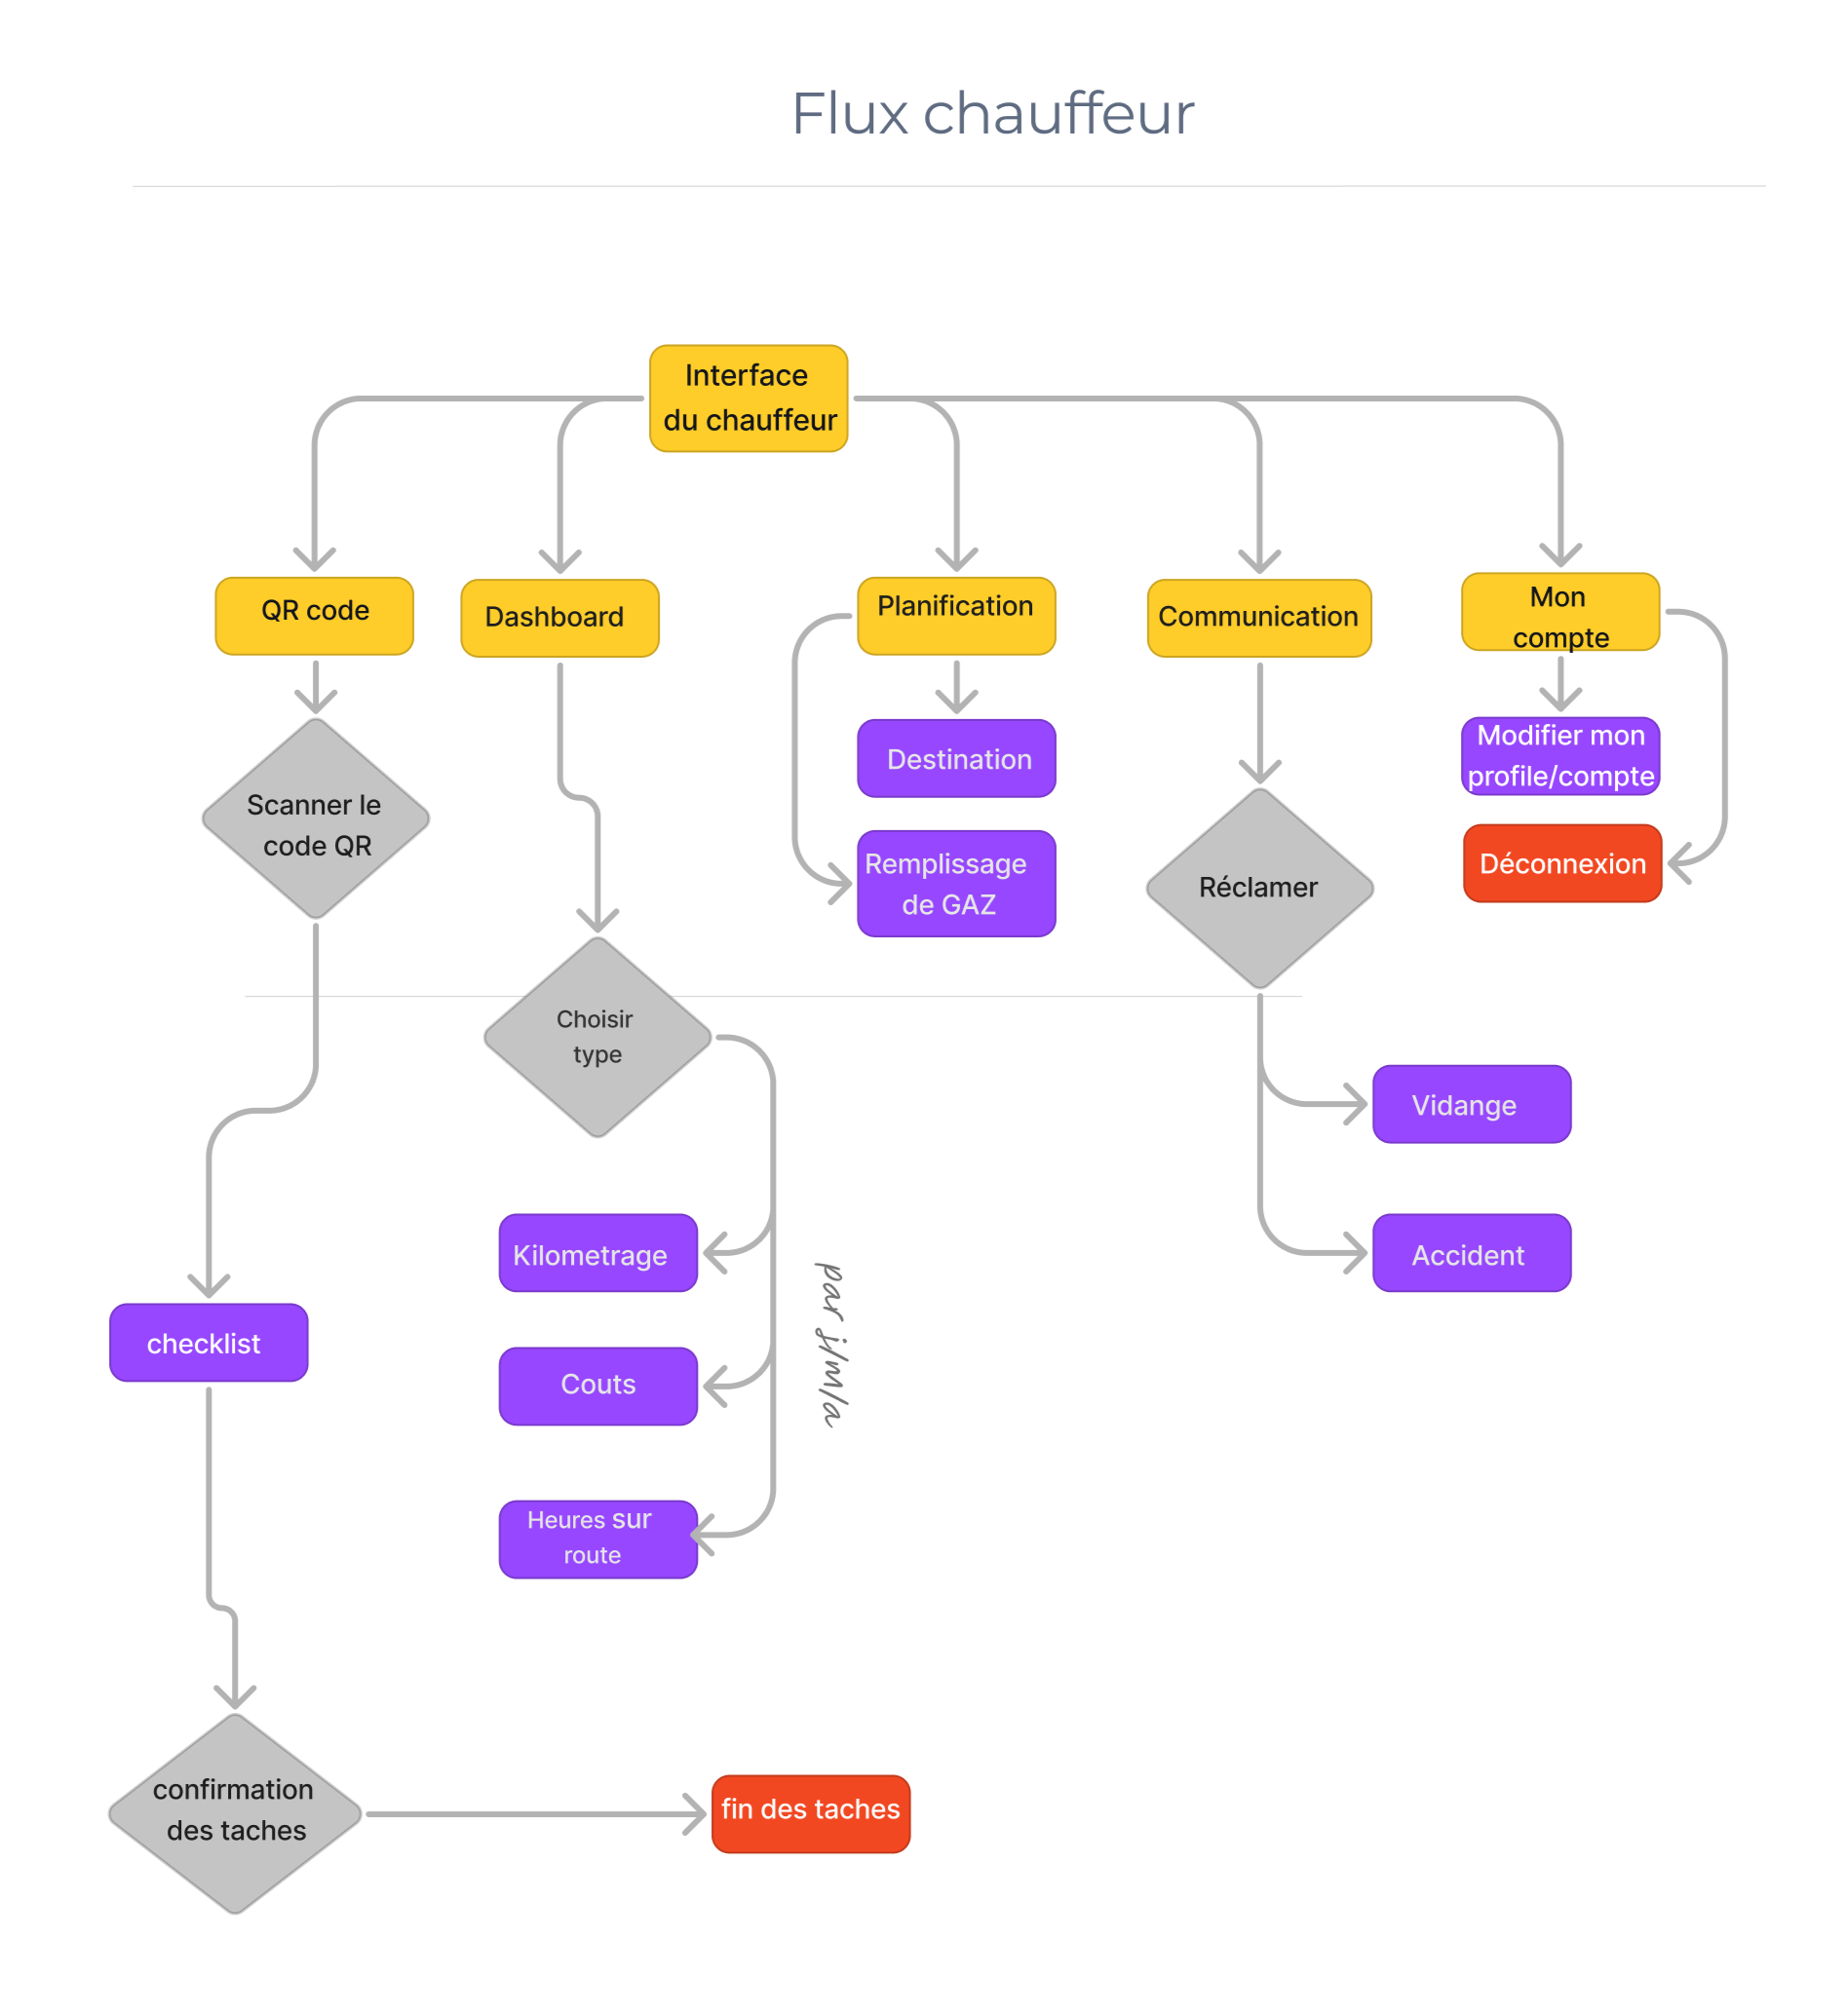 Flux chauffeur
Interface
du chauffeur
QR code
Dashboard
Planification
Communication
Mon
compte
Scanner le
code QR
Destination
Remplissage
de GAZ
Réclamer
Modifier mon
profile/compte
Déconnexion
Choisir
type
Vidange
Accident
Kilometrage
Couts
Heures sur
route
par j/m/a
checklist
confirmation
des taches
fin des taches